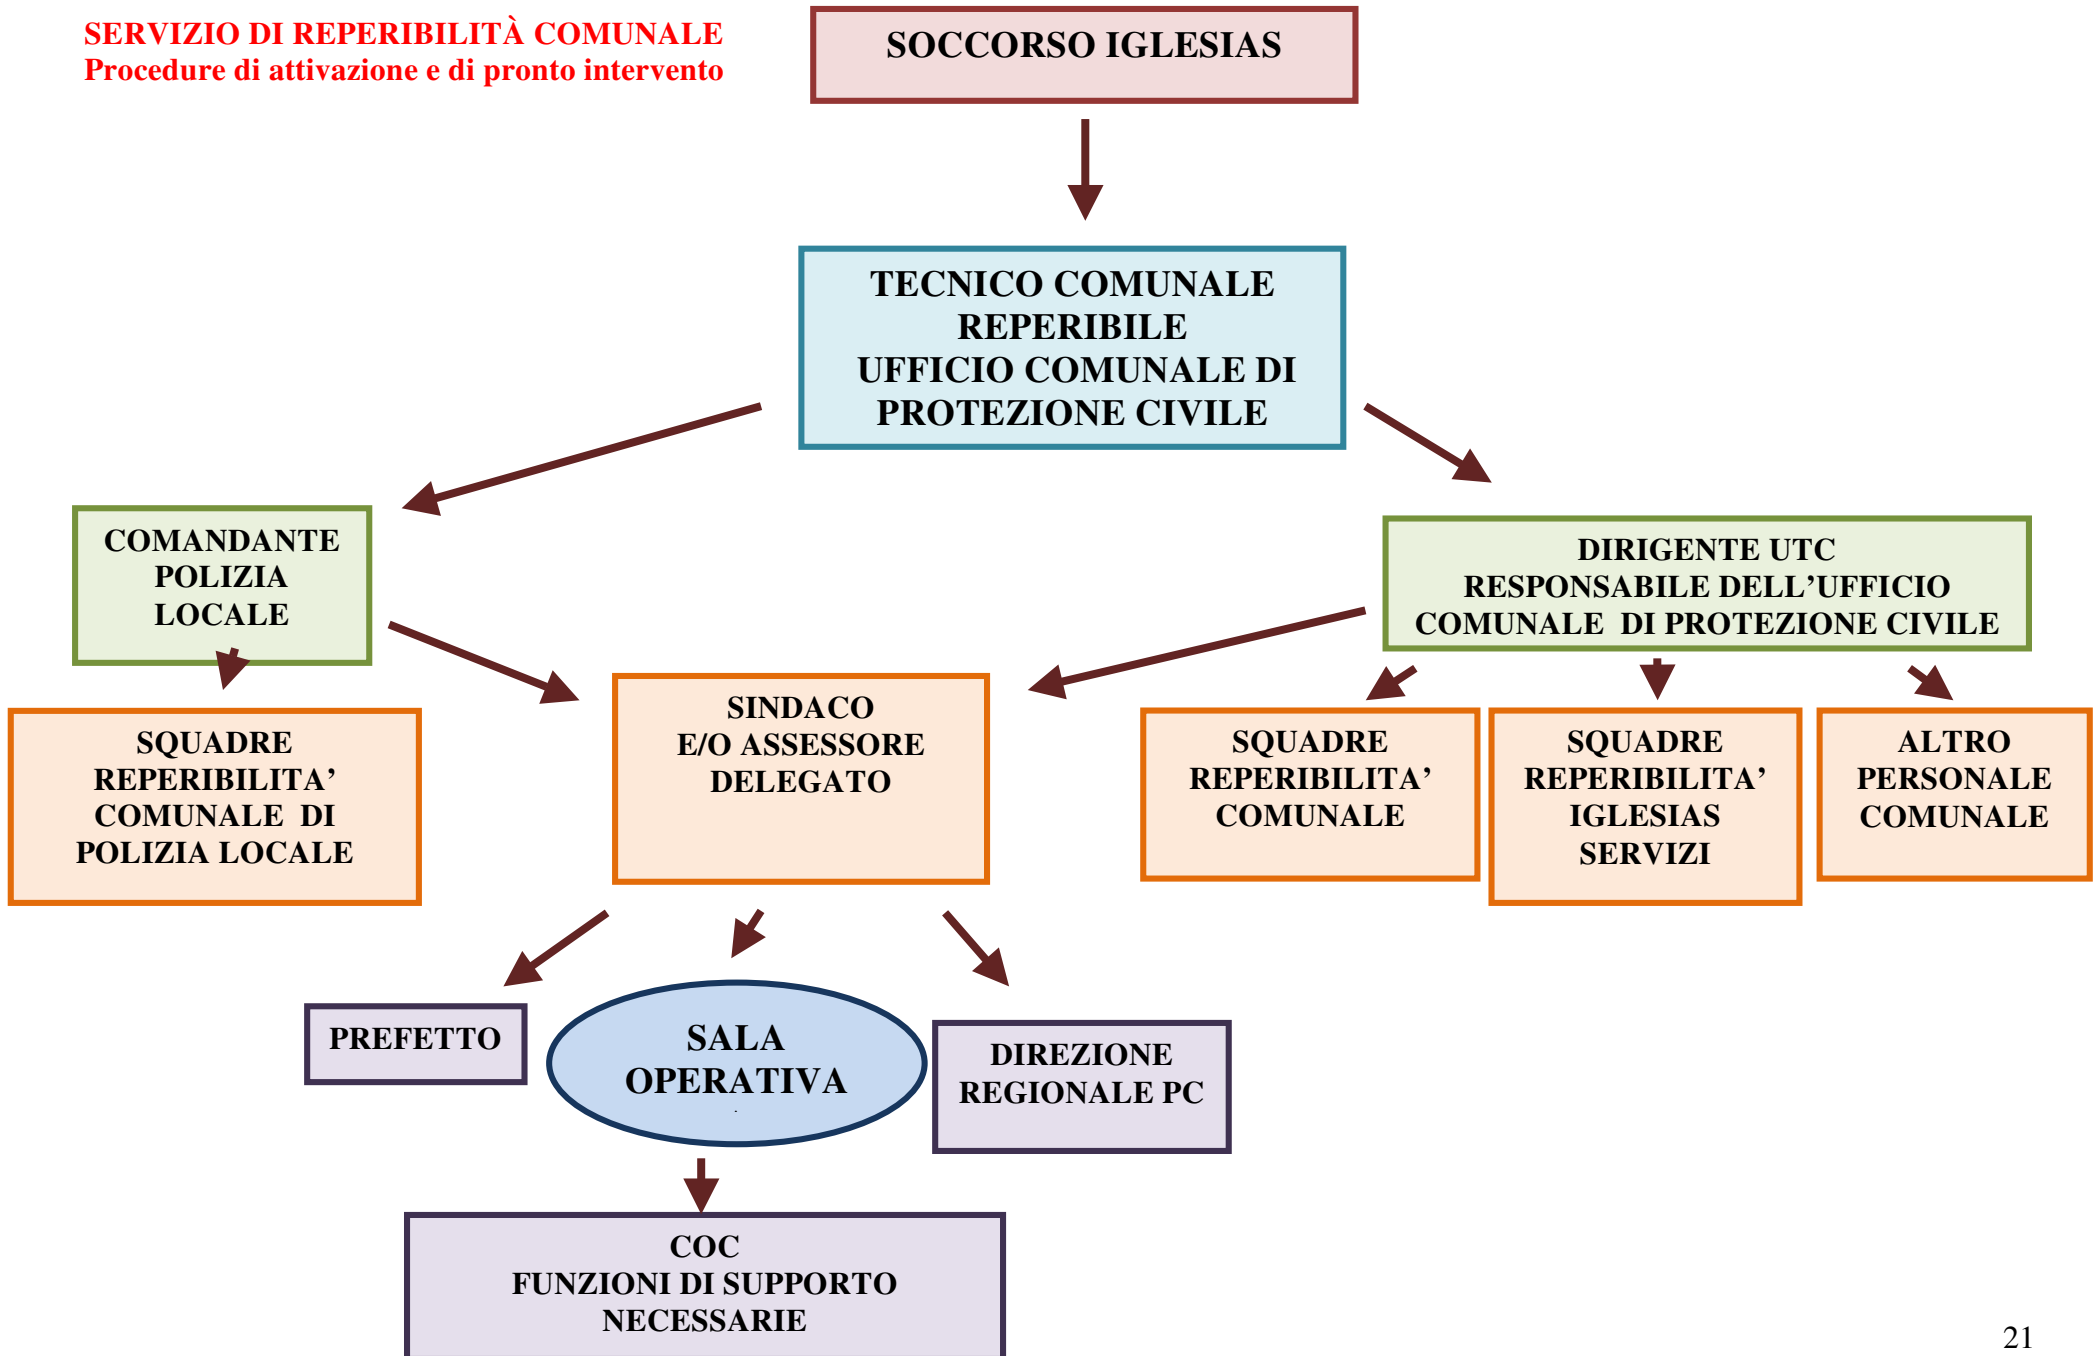 SERVIZIO DI REPERIBILITÀ COMUNALE
Procedure di attivazione e di pronto intervento
SOCCORSO IGLESIAS
TECNICO COMUNALE
REPERIBILE
UFFICIO COMUNALE DI
PROTEZIONE CIVILE
COMANDANTE
POLIZIA
LOCALE
DIRIGENTE UTC
RESPONSABILE DELL’UFFICIO
COMUNALE DI PROTEZIONE CIVILE
SQUADRE
REPERIBILITA’
COMUNALE DI
POLIZIA LOCALE
SINDACO
E/O ASSESSORE
DELEGATO
SQUADRE
REPERIBILITA’
COMUNALE
SQUADRE
REPERIBILITA’
IGLESIAS
SERVIZI
ALTRO
PERSONALE
COMUNALE
PREFETTO
SALA
OPERATIVA
.
DIREZIONE
REGIONALE PC
COC
FUNZIONI DI SUPPORTO
NECESSARIE
21